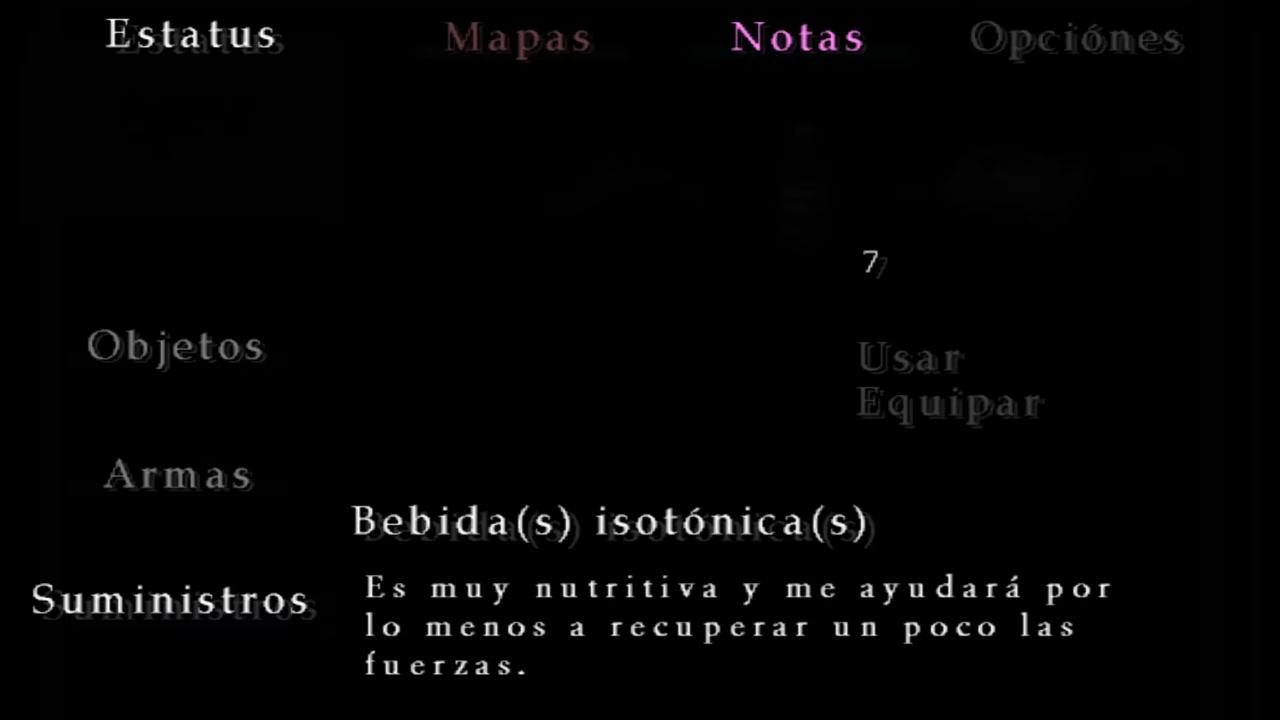 Estatus
Mapas
Notas
Opciónes
7
Objetos
Usar
Equipar
Armas
Bebida(s) isotónica(s)
Suministros
Es muy nutritiva y me ayudará por
lo menos a recuperar un poco las
fuerzas.